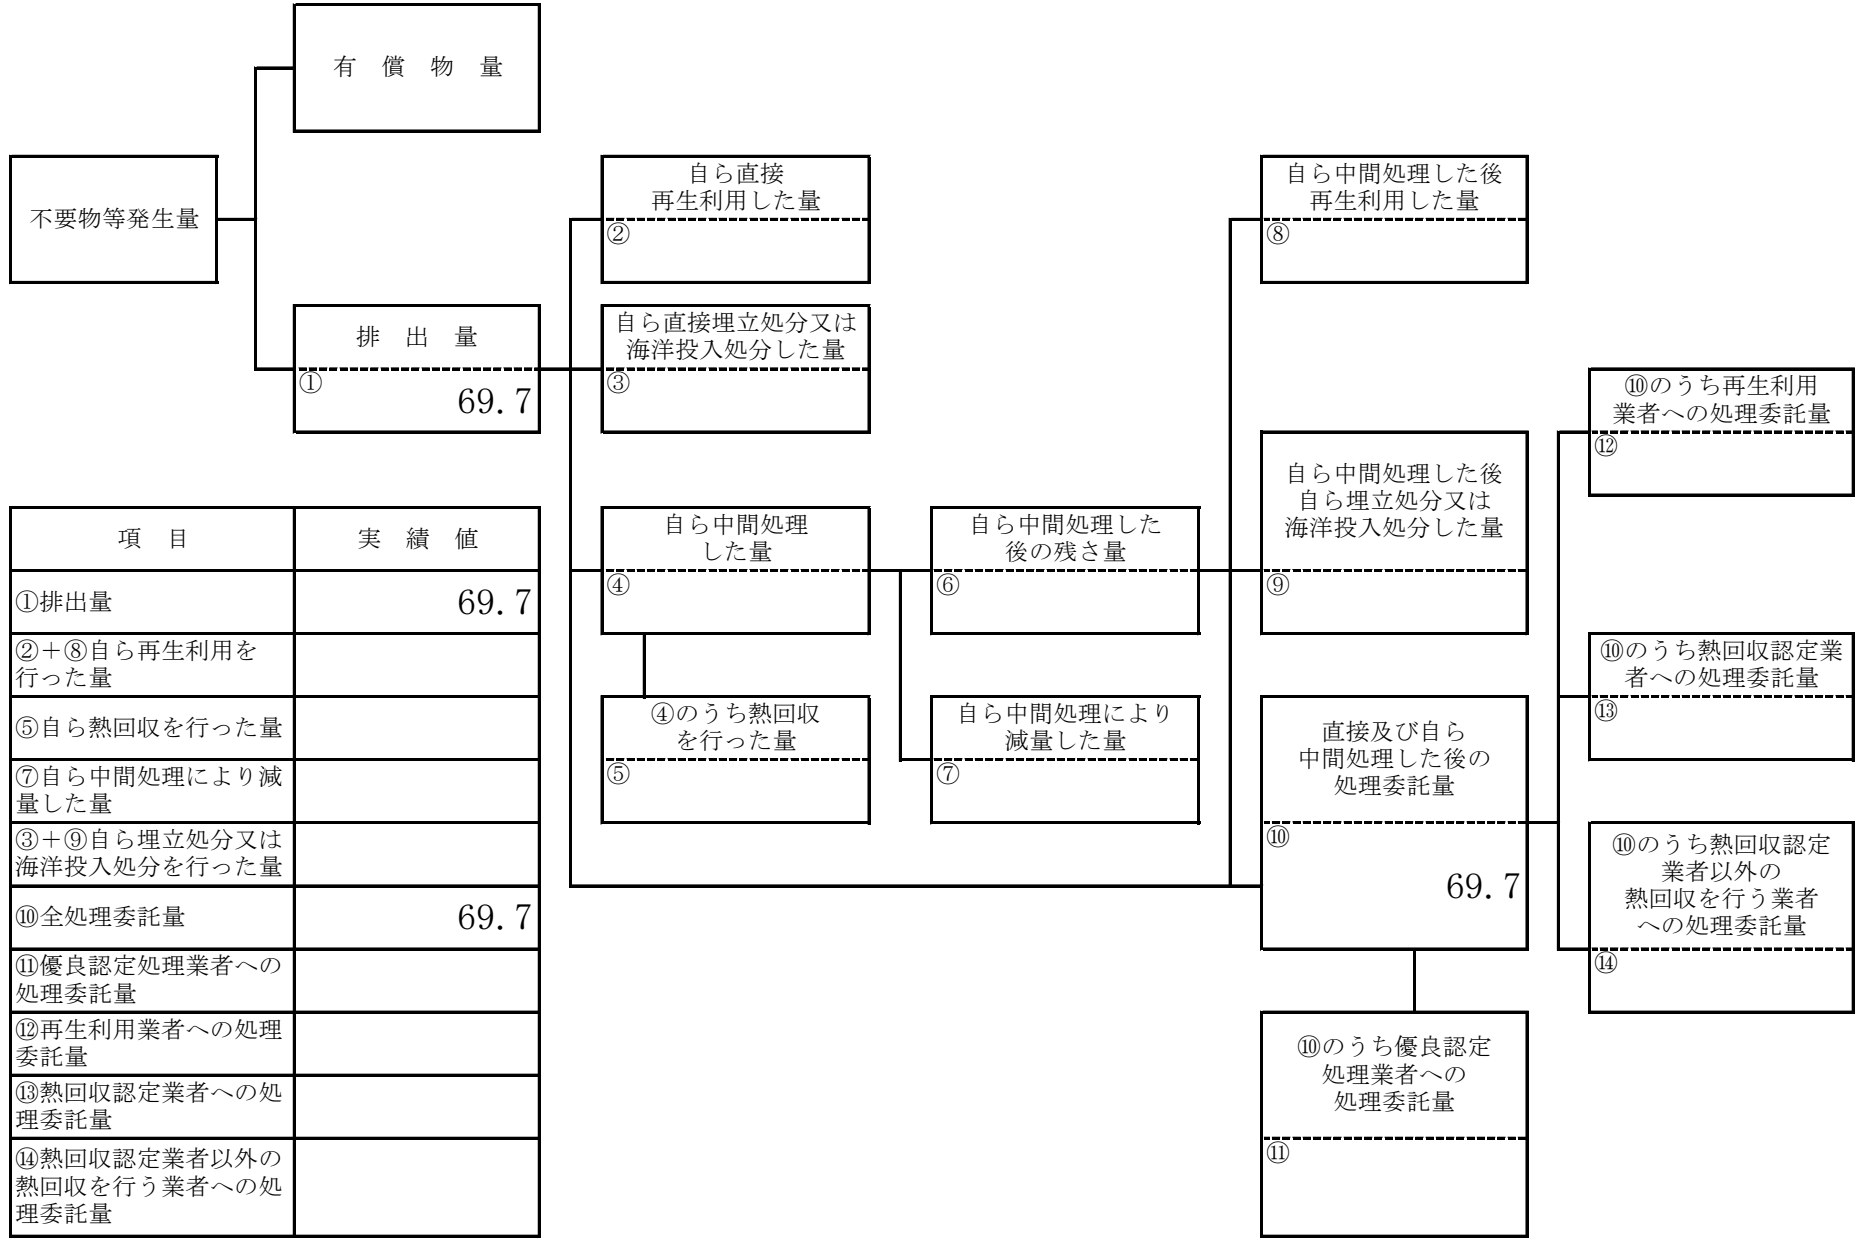 有　償　物　量
不要物等発生量
排　出　量
①
69.7
自ら直接
再生利用した量
②
自ら直接埋立処分又は
海洋投入処分した量
③
自ら中間処理
した量
④
④のうち熱回収
を行った量
⑤
自ら中間処理した
後の残さ量
⑥
自ら中間処理により
減量した量
⑦
自ら中間処理した後
再生利用した量
⑧
自ら中間処理した後
自ら埋立処分又は
海洋投入処分した量
⑨
直接及び自ら
中間処理した後の
処理委託量
⑩
69.7
⑩のうち優良認定
処理業者への
処理委託量
⑪
⑩のうち再生利用
業者への処理委託量
⑫
⑩のうち熱回収認定業
者への処理委託量
⑬
⑩のうち熱回収認定
業者以外の
熱回収を行う業者
への処理委託量
⑭
項　目　実　績　値
①排出量　69.7
②＋⑧自ら再生利用を
行った量
⑤自ら熱回収を行った量
⑦自ら中間処理により減
量した量
③＋⑨自ら埋立処分又は
海洋投入処分を行った量
⑩全処理委託量　69.7
⑪優良認定処理業者への
処理委託量
⑫再生利用業者への処理
委託量
⑬熱回収認定業者への処
理委託量
⑭熱回収認定業者以外の
熱回収を行う業者への処
理委託量